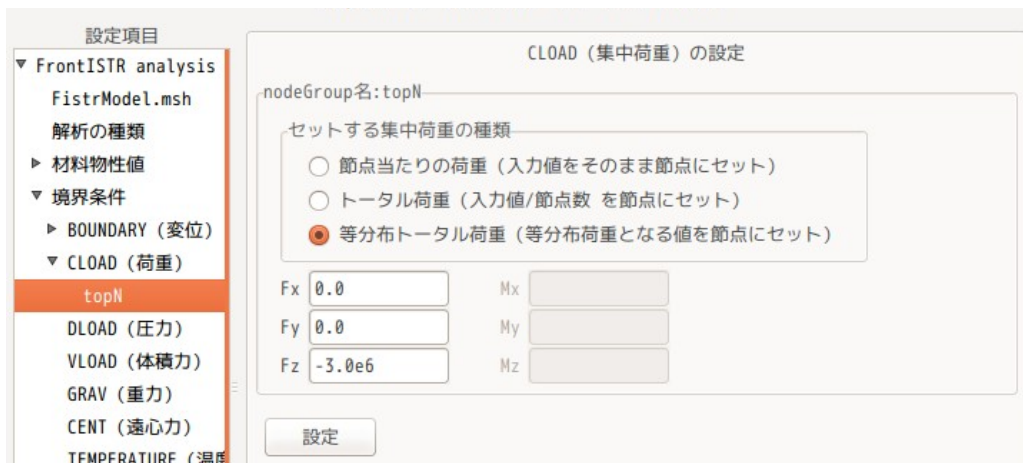 設定項目
FrontISTR analysis
FistrModel.msh
解析の種類
材料物性値
境界条件
BOUNDARY (変位)
CLOAD (荷重)
topN
DLOAD (圧力)
VLOAD (体積力)
GRAV (重力)
CENT (遠心力)
TEMPERATURE (温度
CLOAD (集中荷重) の設定
nodeGroup名:topN
セットする集中荷重の種類
節点当たりの荷重 (入力値をそのまま節点にセット)
トータル荷重 (入力値/節点数 を節点にセット)
等分布トータル荷重 (等分布荷重となる値を節点にセット)
Fx 0.0 Mx
Fy 0.0 My
Fz -3.0e6 Mz
設定